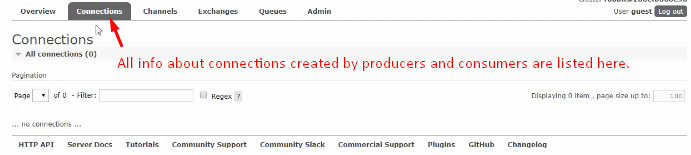 Overview Connections Channels Exchanges Queues Admin
User guest Log out
Connections
All connections (0)
All info about connections created by producers and consumers are listed here.
Pagination
Page of 0 - Filter: Regex ? Displaying 0 item , page size up to: 100
... no connections ...
HTTP API Server Docs Tutorials Community Support Community Slack Commercial Support Plugins GitHub Changelog